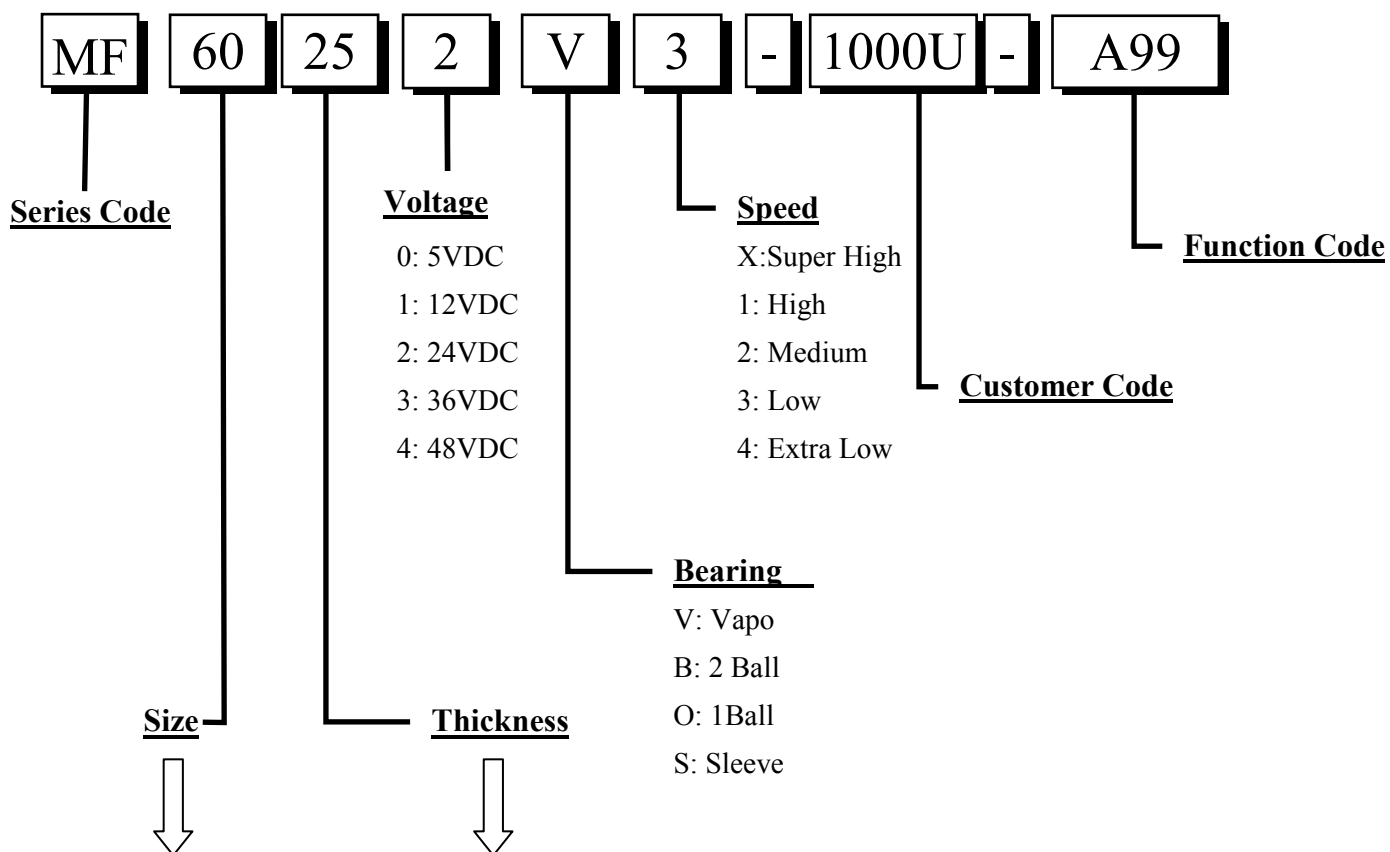 MF 60 25 2 V 3 - 1000U - A99
Series Code
Voltage
0: 5VDC
1: 12VDC
2: 24VDC
3: 36VDC
4: 48VDC
Speed
X:Super High
1: High
2: Medium
3: Low
4: Extra Low
Function Code
Customer Code
Bearing
V: Vapo
B: 2 Ball
O: 1Ball
S: Sleeve
Size
Thickness